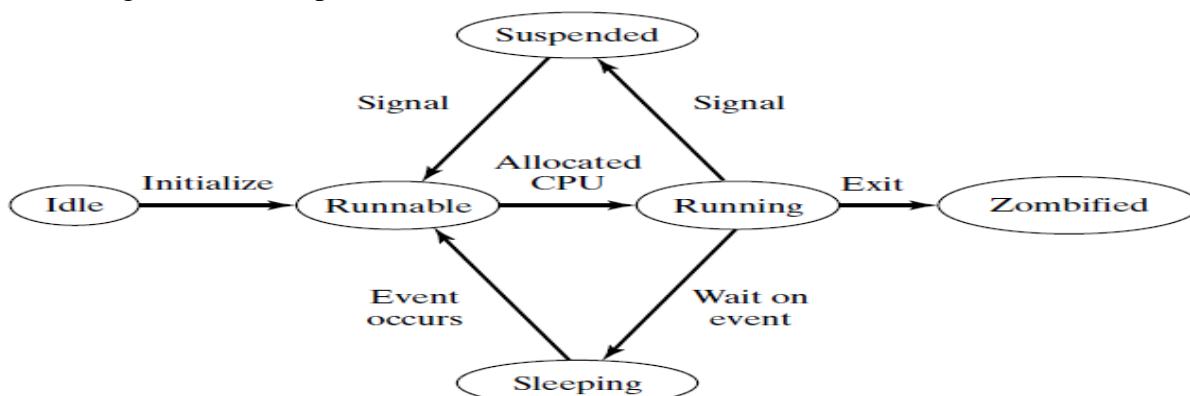 Suspended
Signal
Signal
Allocated
CPU
Initialize
Exit
Idle
Runnable
Running
Zombified
Event
occurs
Wait on
event
Sleeping